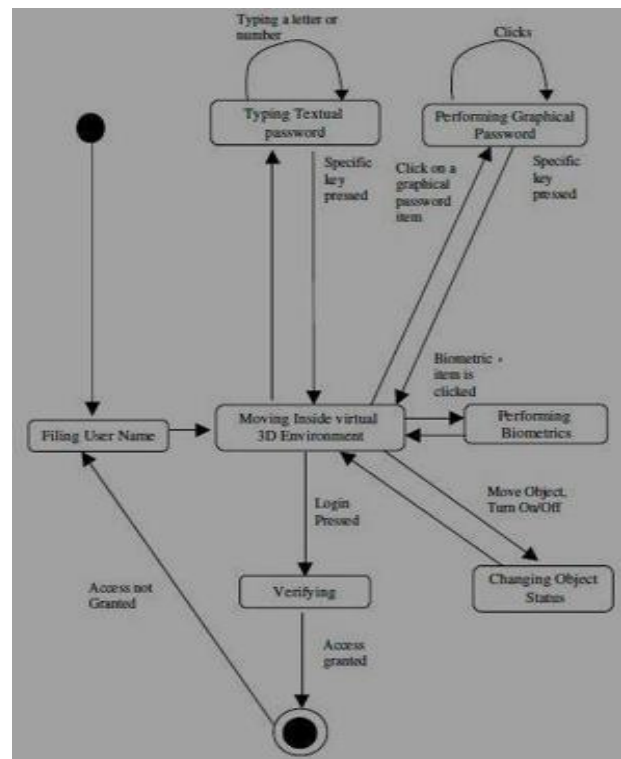 Typing a letter or
number
Clicks
Typing Textual
password
Performing Graphical
Password
Specific
key
pressed
Click on a
graphical
password
item
Specific
key
pressed
Biometric
item is
clicked
Filing User Name
Moving Inside virtual
3D Environment
Performing
Biometrics
Login
Pressed
Move Object,
Turn On/Off
Access not
Granted
Verifying
Changing Object
Status
Access
granted